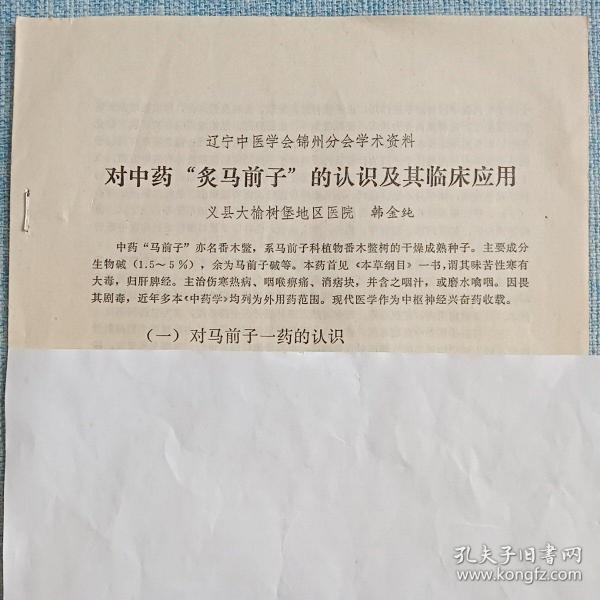 辽宁中医学会锦州分会学术资料
对中药“炙马前子”的认识及其临床应用
义县大榆树堡地区医院 韩金纯
中药“马前子”亦名番木鳖，系马前子科植物番木鳖树的干燥成熟种子。主要成分
生物碱（1.5～5%），余为马前子碱等。本药首见《本草纲目》一书，谓其味苦性寒有
大毒，归肝脾经。主治伤寒热病、咽喉痹痛、消痞块，并含之咽汁，或磨水噙咽。因畏
其剧毒，近年多本《中药学》均列为外用药范围。现代医学作为中枢神经兴奋药收载。
（一）对马前子一药的认识
孔夫子旧书网
www.kongfz.com